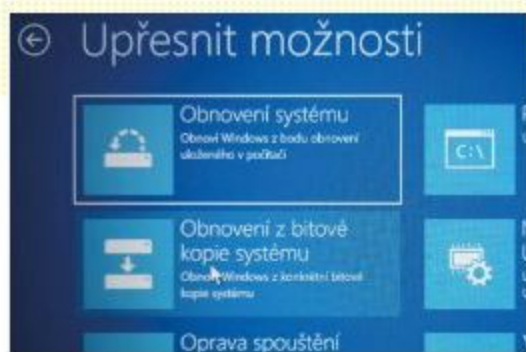 Upřesnit možnosti
Obnovení systému
Obnoví Windows z bodu obnovení
uloženého v počítači
C:\
Obnovení z bitové
kopie systému
Obnoví Windows z konkrétní bitové
kopie systému
Oprava spouštění